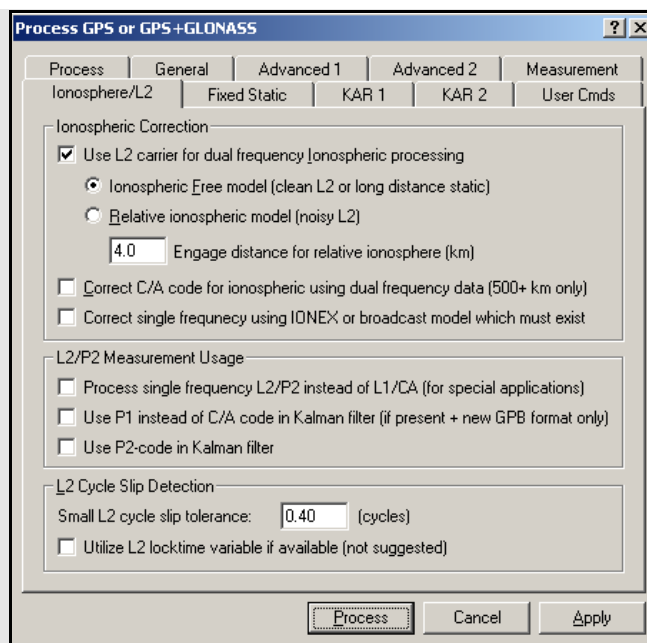 Process GPS or GPS+GLONASS
Process General Advanced 1 Advanced 2 Measurement
Ionosphere/L2 Fixed Static KAR 1 KAR 2 User Cmds
Ionospheric Correction
Use L2 carrier for dual frequency Ionospheric processing
Ionospheric Free model (clean L2 or long distance static)
Relative ionospheric model (noisy L2)
4.0 Engage distance for relative ionosphere (km)
Correct C/A code for ionospheric using dual frequency data (500+ km only)
Correct single frequnecy using IONEX or broadcast model which must exist
L2/P2 Measurement Usage
Process single frequency L2/P2 instead of L1/CA (for special applications)
Use P1 instead of C/A code in Kalman filter (if present + new GPB format only)
Use P2-code in Kalman filter
L2 Cycle Slip Detection
Small L2 cycle slip tolerance: 0.40 (cycles)
Utilize L2 locktime variable if available (not suggested)
Process Cancel Apply